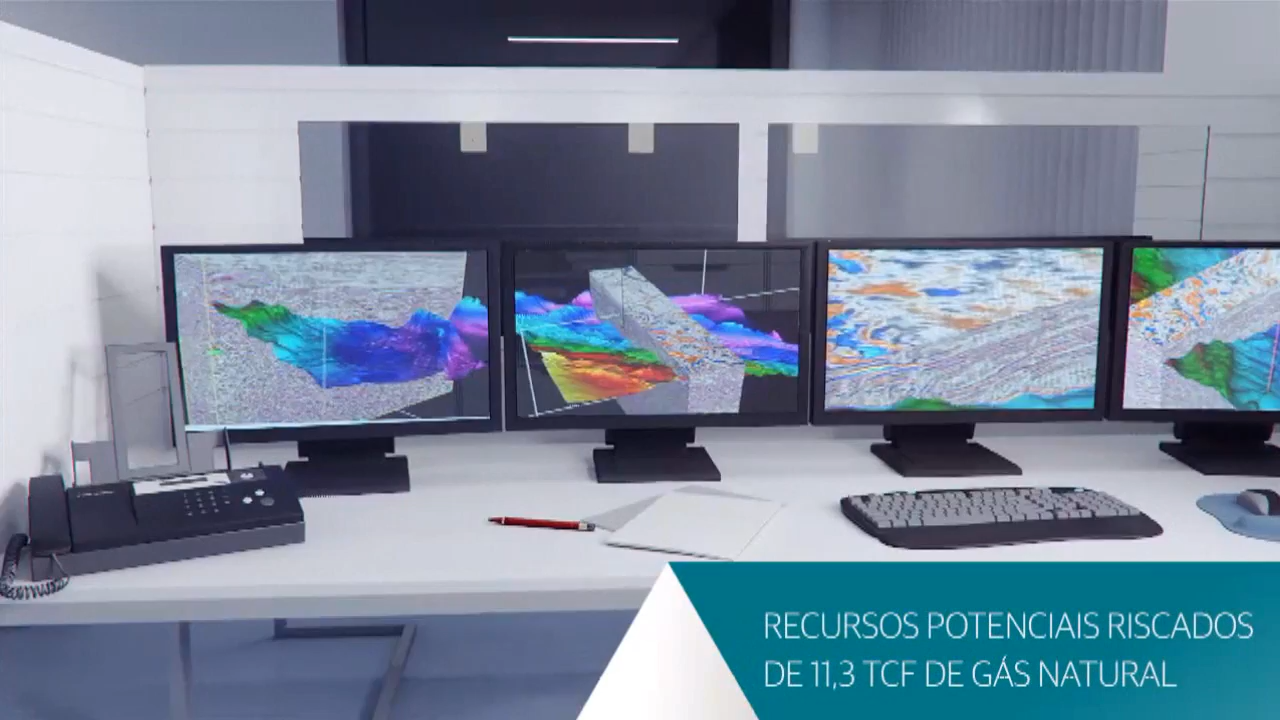 RECURSOS POTENCIAIS RISCADOS
DE 11,3 TCF DE GÁS NATURAL